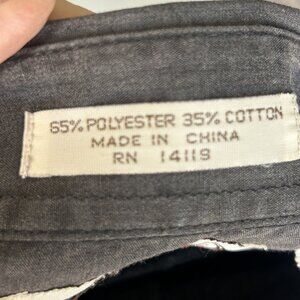 65% POLYESTER 35% COTTON
MADE IN CHINA
RN 14119